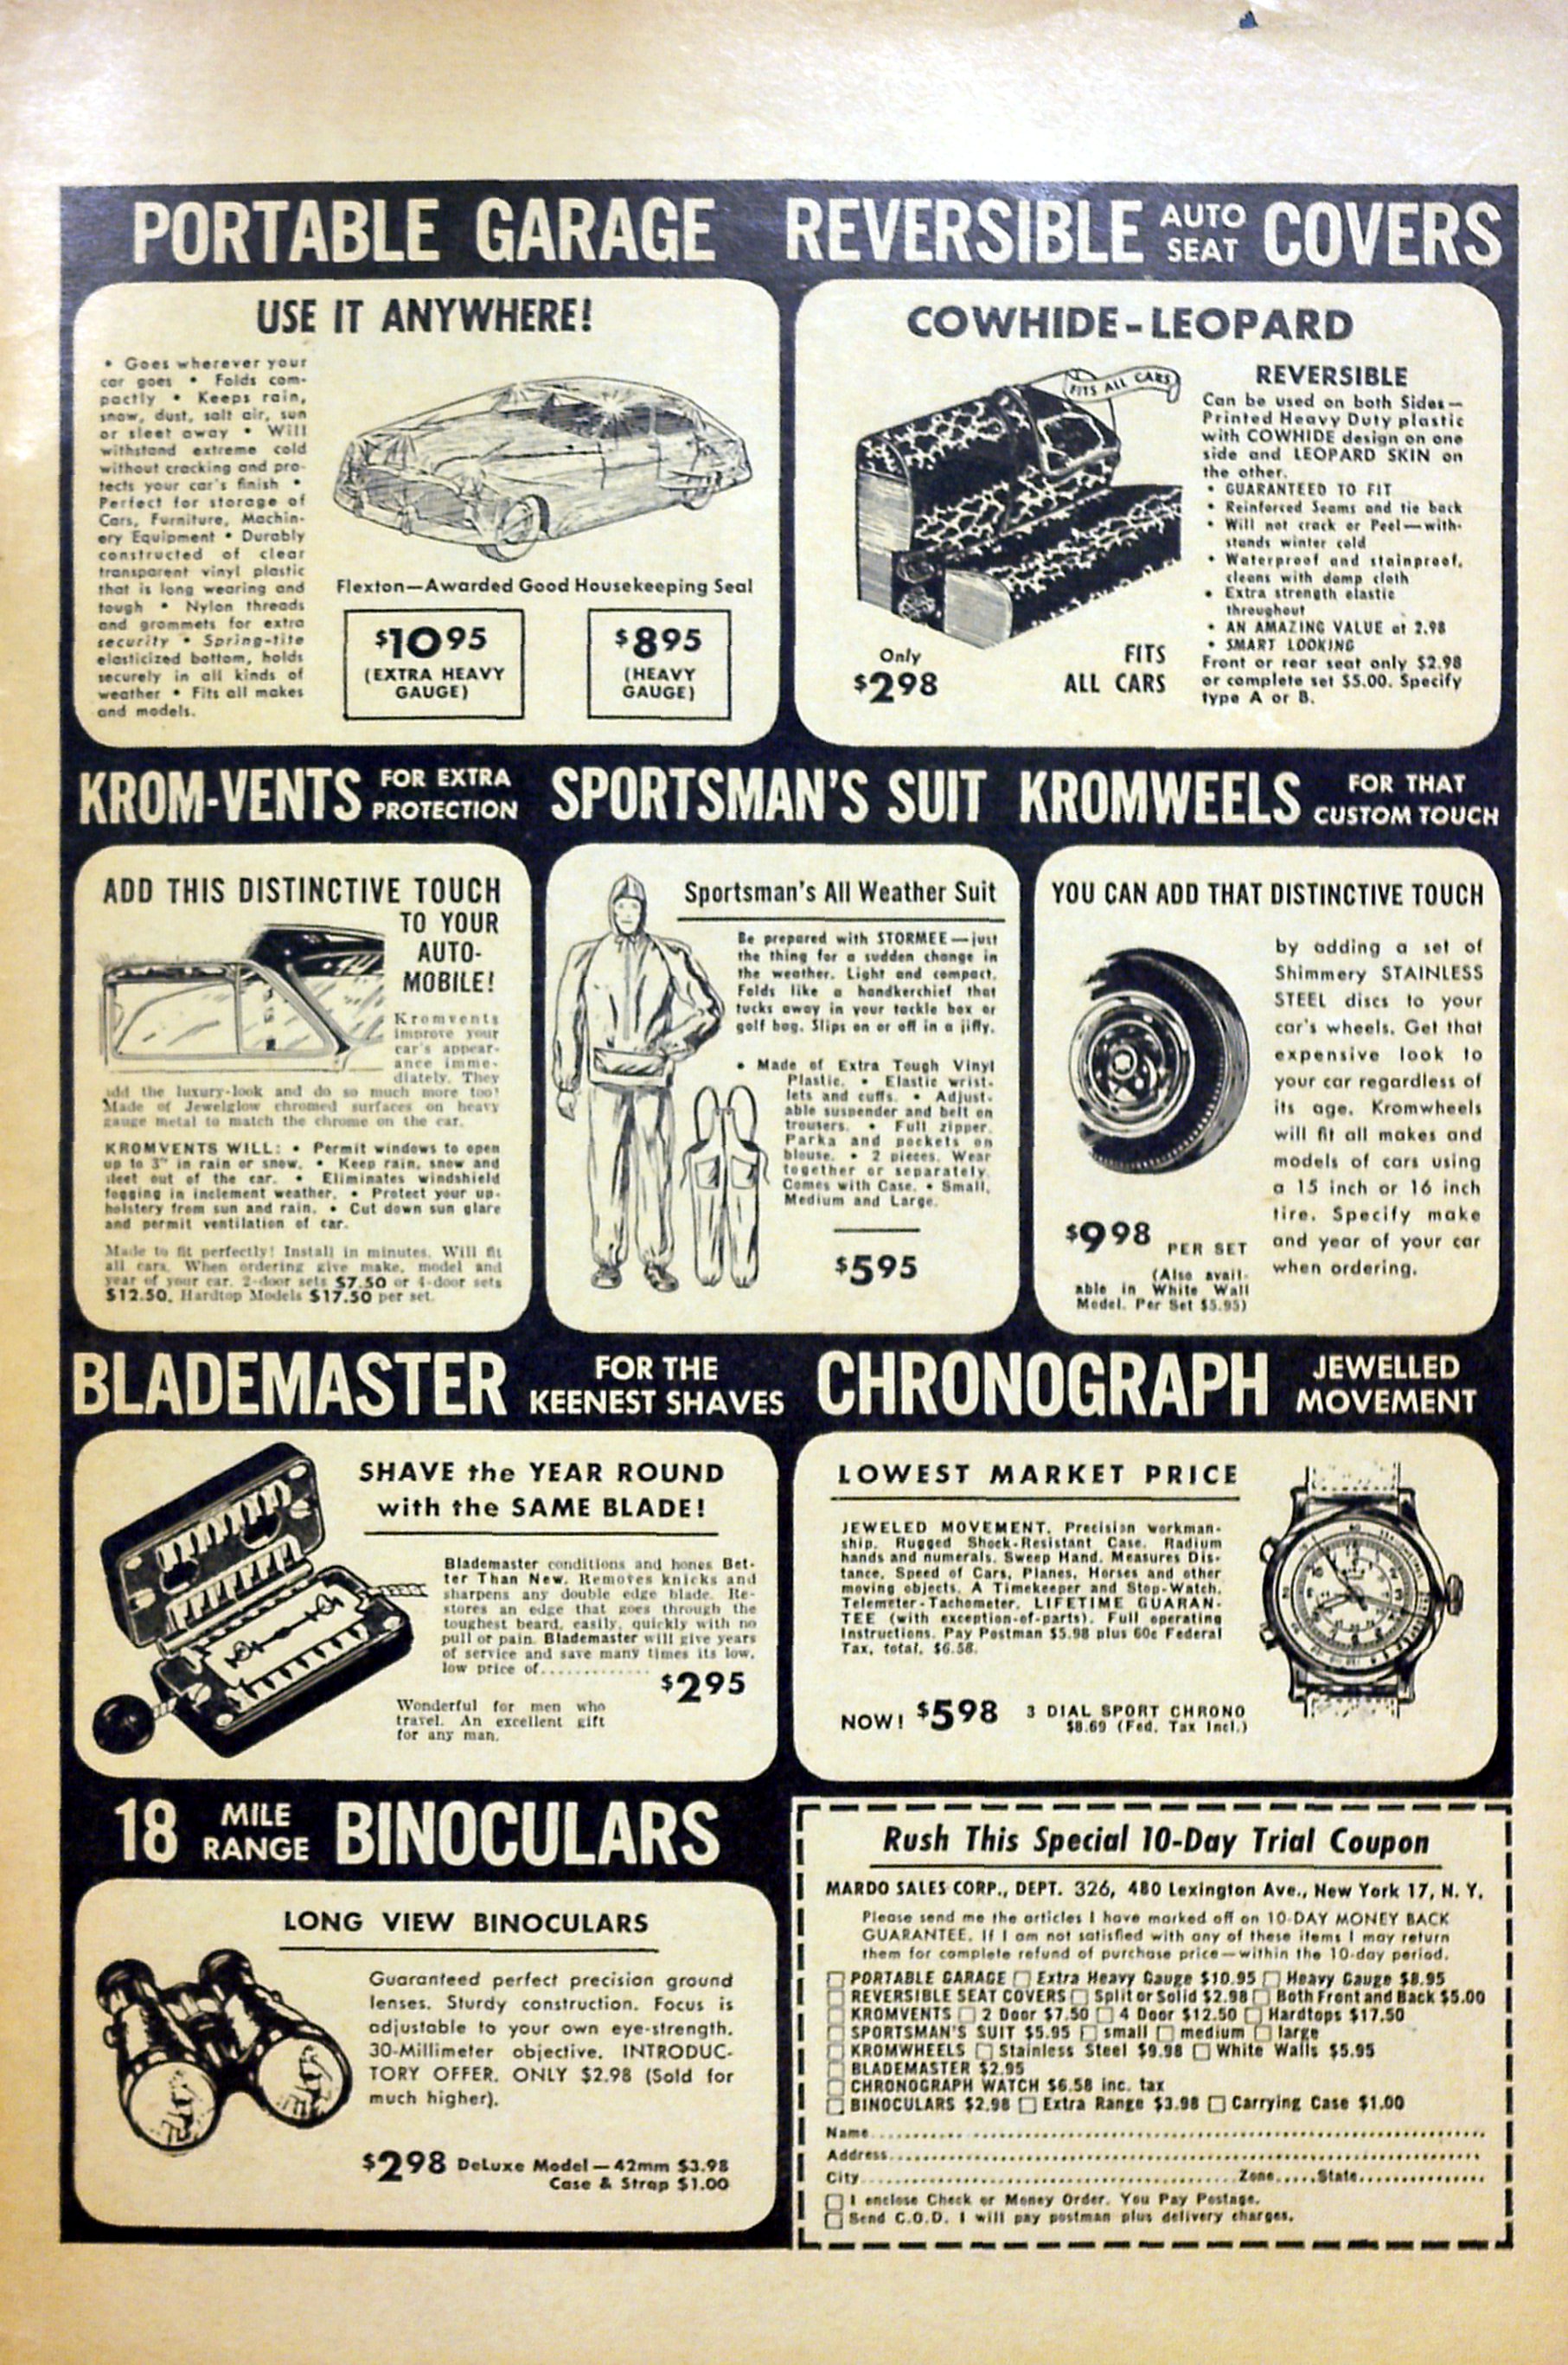 PORTABLE GARAGE
USE IT ANYWHERE!
• Goes wherever your
car goes • Folds com-
pactly • Keeps rain,
snow, dust, salt air, sun
or sleet away • Will
withstand extreme cold
without cracking and pro-
tects your car's finish •
Perfect for storage of
Cars, Furniture, Machin-
ery Equipment • Durably
constructed of clear
transparent vinyl plastic
that is long wearing and
tough • Nylon threads
and grommets for extra
security • Spring-tite
elasticized bottom, holds
securely in all kinds of
weather • Fits all makes
and models.
Flexton—Awarded Good Housekeeping Seal
$10 95
(EXTRA HEAVY
GAUGE)
$8 95
(HEAVY
GAUGE)
REVERSIBLE AUTO SEAT COVERS
COWHIDE-LEOPARD
FITS ALL CARS
REVERSIBLE
Can be used on both Sides—
Printed Heavy Duty plastic
with COWHIDE design on one
side and LEOPARD SKIN on
the other.
• GUARANTEED TO FIT
• Reinforced Seams and tie back
• Will not crack or Peel—with-
stands winter cold
• Waterproof and stainproof,
cleans with damp cloth
• Extra strength elastic
throughout
• AN AMAZING VALUE at 2.98
• SMART LOOKING
Front or rear seat only $2.98
or complete set $5.00. Specify
type A or B.
Only
$2 98
FITS
ALL CARS
KROM-VENTS FOR EXTRA PROTECTION
ADD THIS DISTINCTIVE TOUCH
TO YOUR
AUTO-
MOBILE!
Kromvents
improve your
car's appear-
ance imme-
diately. They
add the luxury-look and do so much more too!
Made of Jewelglow chromed surfaces on heavy
gauge metal to match the chrome on the car.
KROMVENTS WILL: • Permit windows to open
up to 3" in rain or snow. • Keep rain, snow and
sleet out of the car. • Eliminates windshield
fogging in inclement weather. • Protect your up-
holstery from sun and rain. • Cut down sun glare
and permit ventilation of car.
Made to fit perfectly! Install in minutes. Will fit
all cars. When ordering give make, model and
year of your car. 2-door sets $7.50 or 4-door sets
$12.50, Hardtop Models $17.50 per set.
SPORTSMAN'S SUIT
Sportsman's All Weather Suit
Be prepared with STORMEE—just
the thing for a sudden change in
the weather. Light and compact.
Folds like a handkerchief that
tucks away in your tackle box or
golf bag. Slips on or off in a jiffy.
• Made of Extra Tough Vinyl
Plastic. • Elastic wrist-
lets and cuffs. • Adjust-
able suspender and belt on
trousers. • Full zipper.
Parka and pockets on
blouse. • 2 pieces. Wear
together or separately.
Comes with Case. • Small,
Medium and Large.
$5 95
KROMWEELS FOR THAT CUSTOM TOUCH
YOU CAN ADD THAT DISTINCTIVE TOUCH
by adding a set of
Shimmery STAINLESS
STEEL discs to your
car's wheels. Get that
expensive look to
your car regardless of
its age. Kromwheels
will fit all makes and
models of cars using
a 15 inch or 16 inch
tire. Specify make
and year of your car
when ordering.
$9 98 PER SET
(Also avail-
able in White Wall
Model. Per Set $5.95)
BLADEMASTER FOR THE KEENEST SHAVES
SHAVE the YEAR ROUND
with the SAME BLADE!
Blademaster conditions and hones Bet-
ter Than New. Removes knicks and
sharpens any double edge blade. Re-
stores an edge that goes through the
toughest beard, easily, quickly with no
pull or pain. Blademaster will give years
of service and save many times its low,
low price of............. $2 95
Wonderful for men who
travel. An excellent gift
for any man.
CHRONOGRAPH JEWELLED MOVEMENT
LOWEST MARKET PRICE
JEWELED MOVEMENT. Precision workman-
ship. Rugged Shock-Resistant Case. Radium
hands and numerals. Sweep Hand. Measures Dis-
tance, Speed of Cars, Planes, Horses and other
moving objects. A Timekeeper and Stop-Watch.
Telemeter-Tachometer. LIFETIME GUARAN-
TEE (with exception-of-parts). Full operating
Instructions. Pay Postman $5.98 plus 60c Federal
Tax, total, $6.58.
NOW! $5 98 3 DIAL SPORT CHRONO
$8.69 (Fed. Tax Incl.)
18 MILE RANGE BINOCULARS
LONG VIEW BINOCULARS
Guaranteed perfect precision ground
lenses. Sturdy construction. Focus is
adjustable to your own eye-strength.
30-Millimeter objective. INTRODUC-
TORY OFFER. ONLY $2.98 (Sold for
much higher).
$2 98 DeLuxe Model—42mm $3.98
Case & Strap $1.00
Rush This Special 10-Day Trial Coupon
MARDO SALES CORP., DEPT. 326, 480 Lexington Ave., New York 17, N. Y.
Please send me the articles I have marked off on 10-DAY MONEY BACK
GUARANTEE. If I am not satisfied with any of these items I may return
them for complete refund of purchase price—within the 10-day period.
☐ PORTABLE GARAGE ☐ Extra Heavy Gauge $10.95 ☐ Heavy Gauge $8.95
☐ REVERSIBLE SEAT COVERS ☐ Split or Solid $2.98 ☐ Both Front and Back $5.00
☐ KROMVENTS ☐ 2 Door $7.50 ☐ 4 Door $12.50 ☐ Hardtops $17.50
☐ SPORTSMAN'S SUIT $5.95 ☐ small ☐ medium ☐ large
☐ KROMWHEELS ☐ Stainless Steel $9.98 ☐ White Walls $5.95
☐ BLADEMASTER $2.95
☐ CHRONOGRAPH WATCH $6.58 inc. tax
☐ BINOCULARS $2.98 ☐ Extra Range $3.98 ☐ Carrying Case $1.00
Name
Address
City Zone State
☐ I enclose Check or Money Order. You Pay Postage.
☐ Send C.O.D. I will pay postman plus delivery charges.